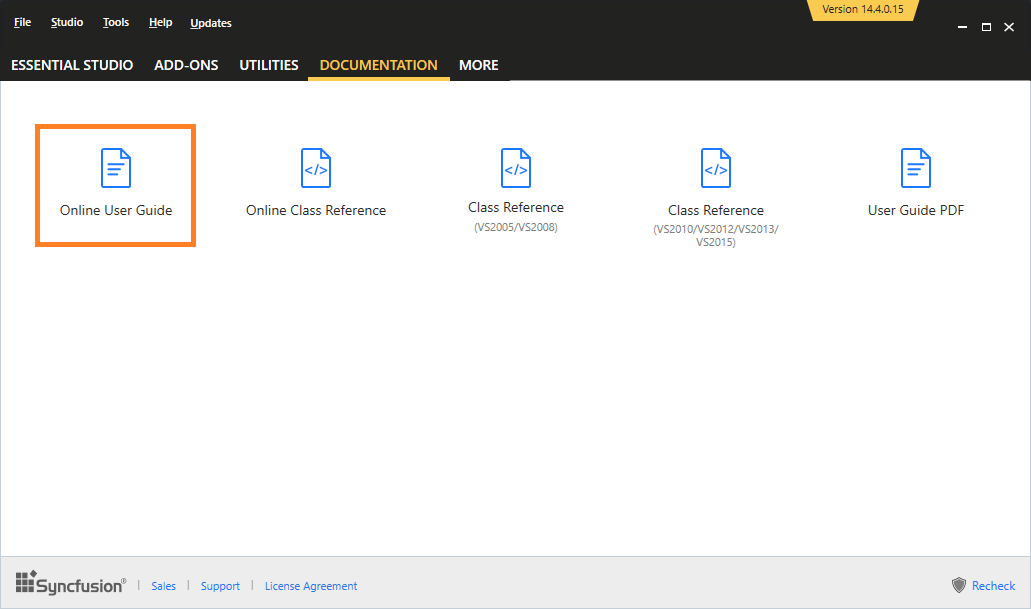 File Studio Tools Help Updates
Version 14.4.0.15
ESSENTIAL STUDIO ADD-ONS UTILITIES DOCUMENTATION MORE
Online User Guide
Online Class Reference
Class Reference
(VS2005/VS2008)
Class Reference
(VS2010/VS2012/VS2013/
VS2015)
User Guide PDF
Syncfusion® | Sales | Support | License Agreement
Recheck